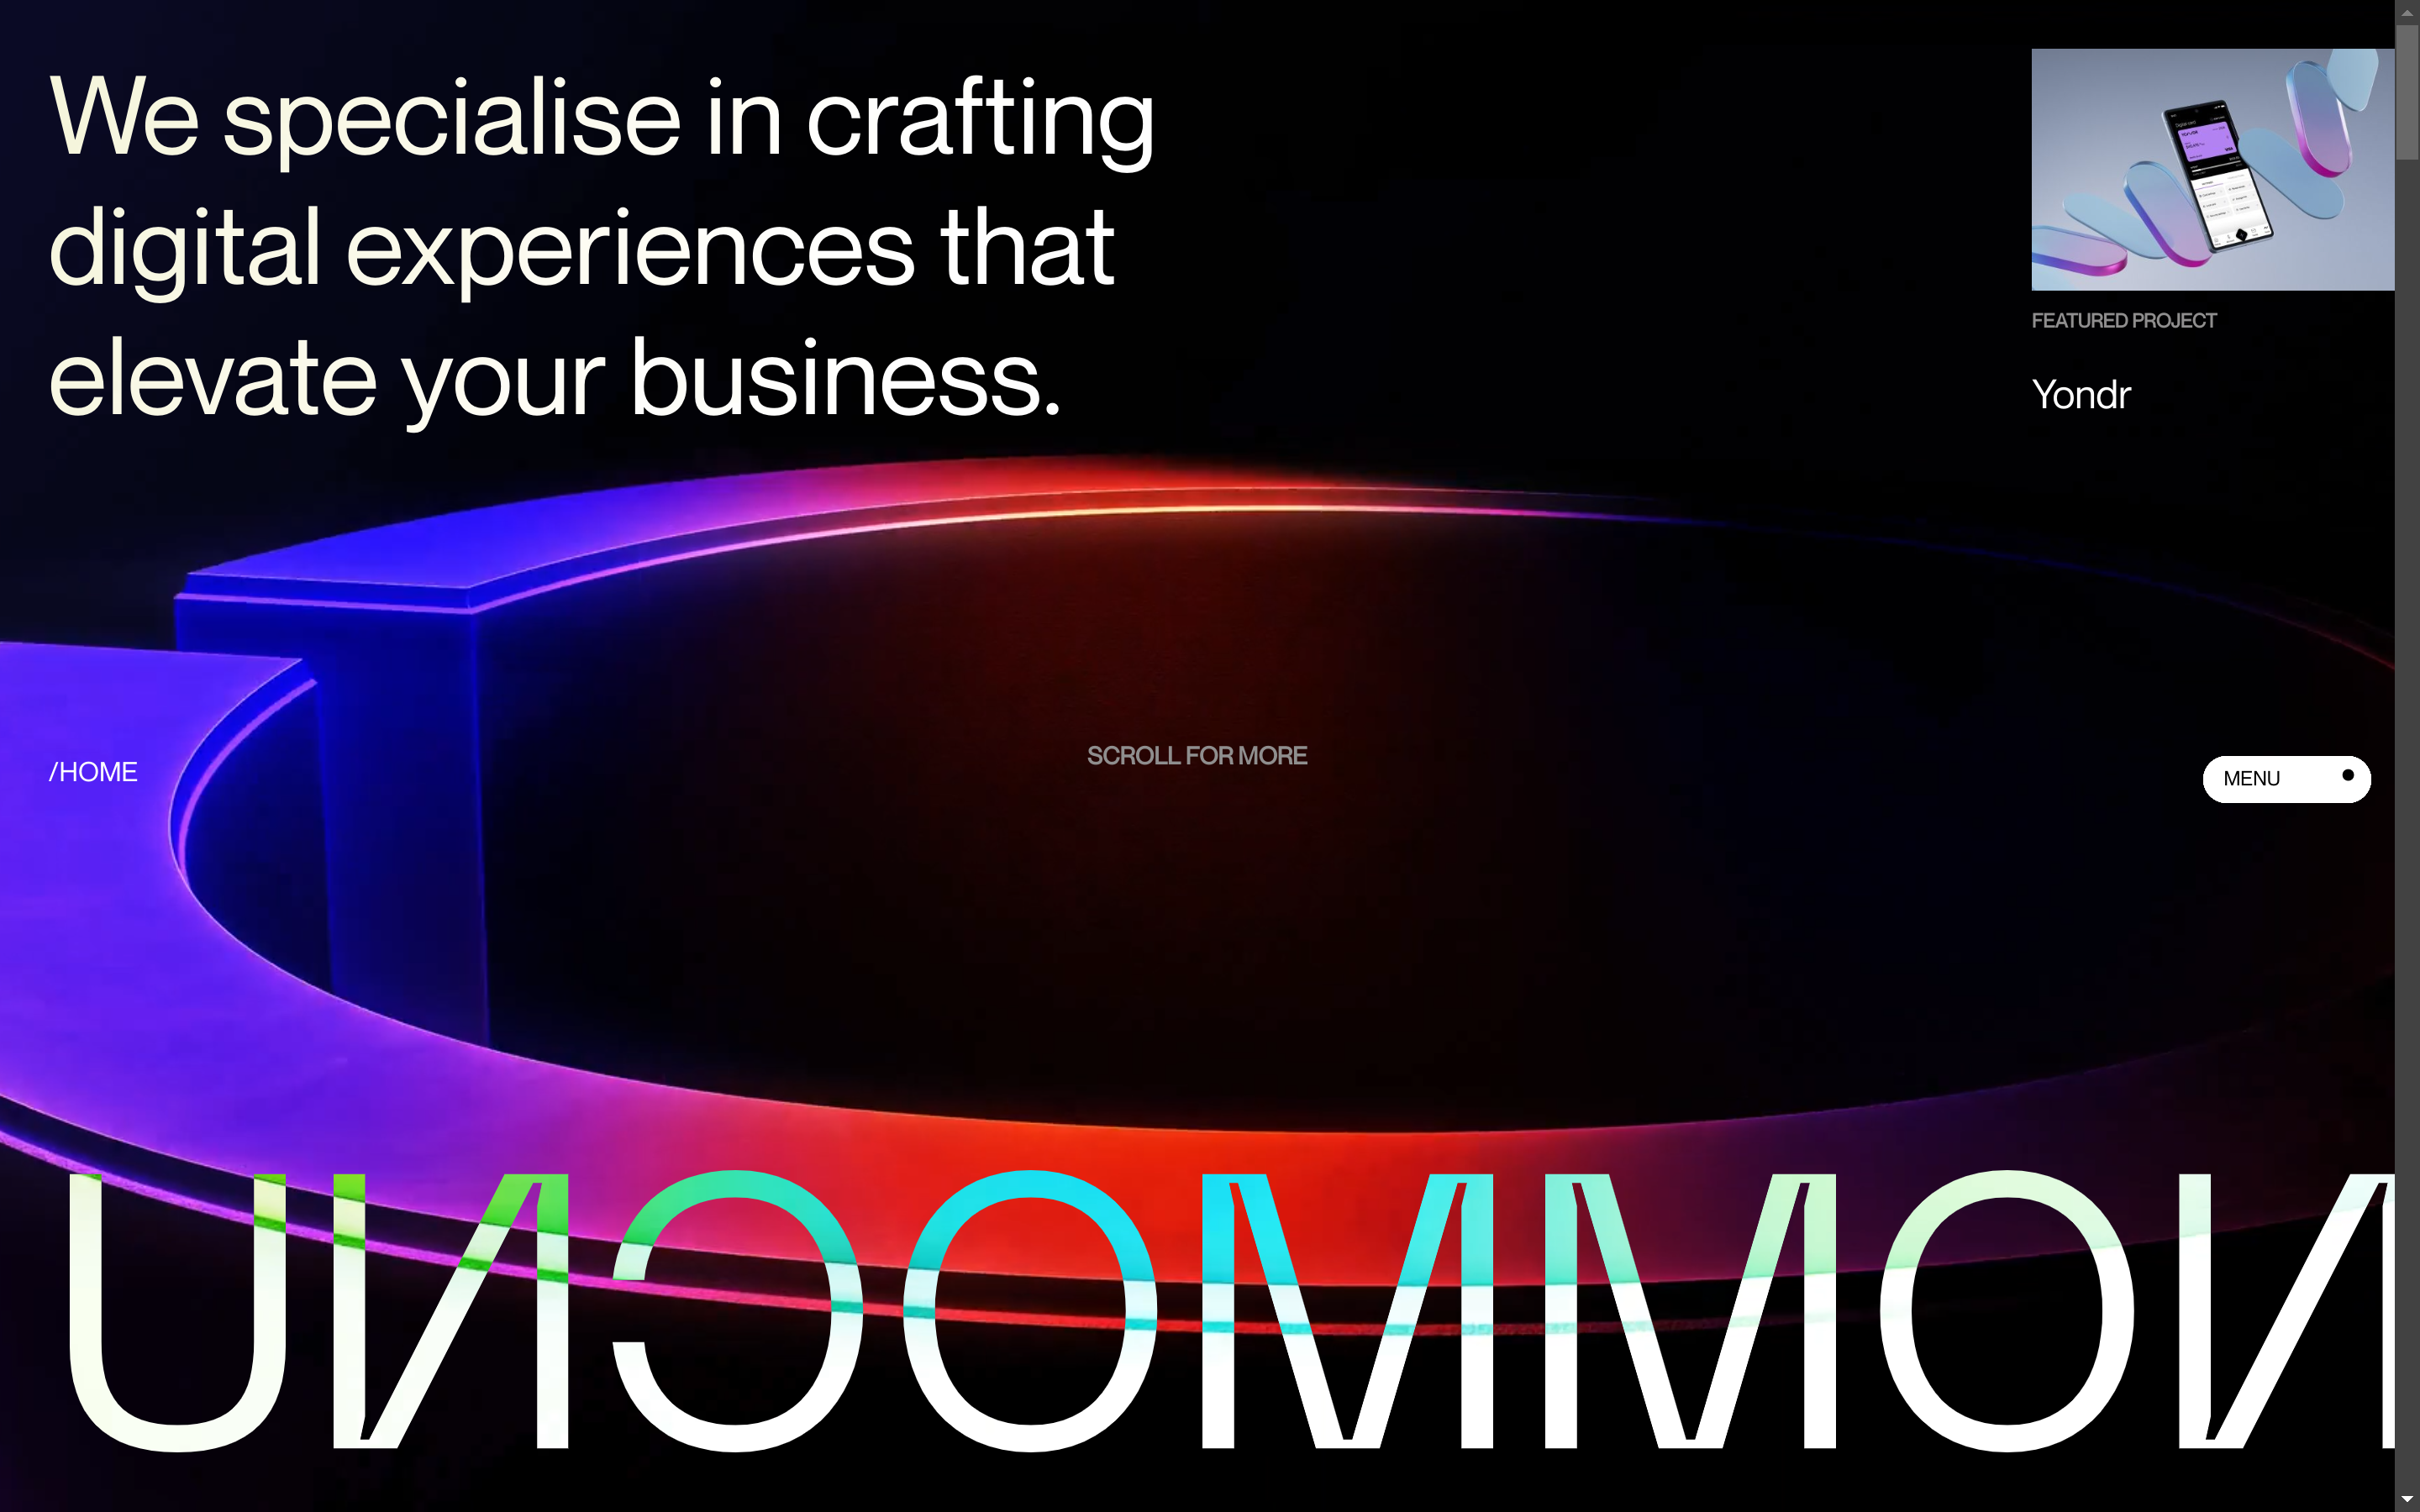 We specialise in crafting
digital experiences that
elevate your business.
FEATURED PROJECT
Yondr
/HOME
SCROLL FOR MORE
MENU
UNCOMMON